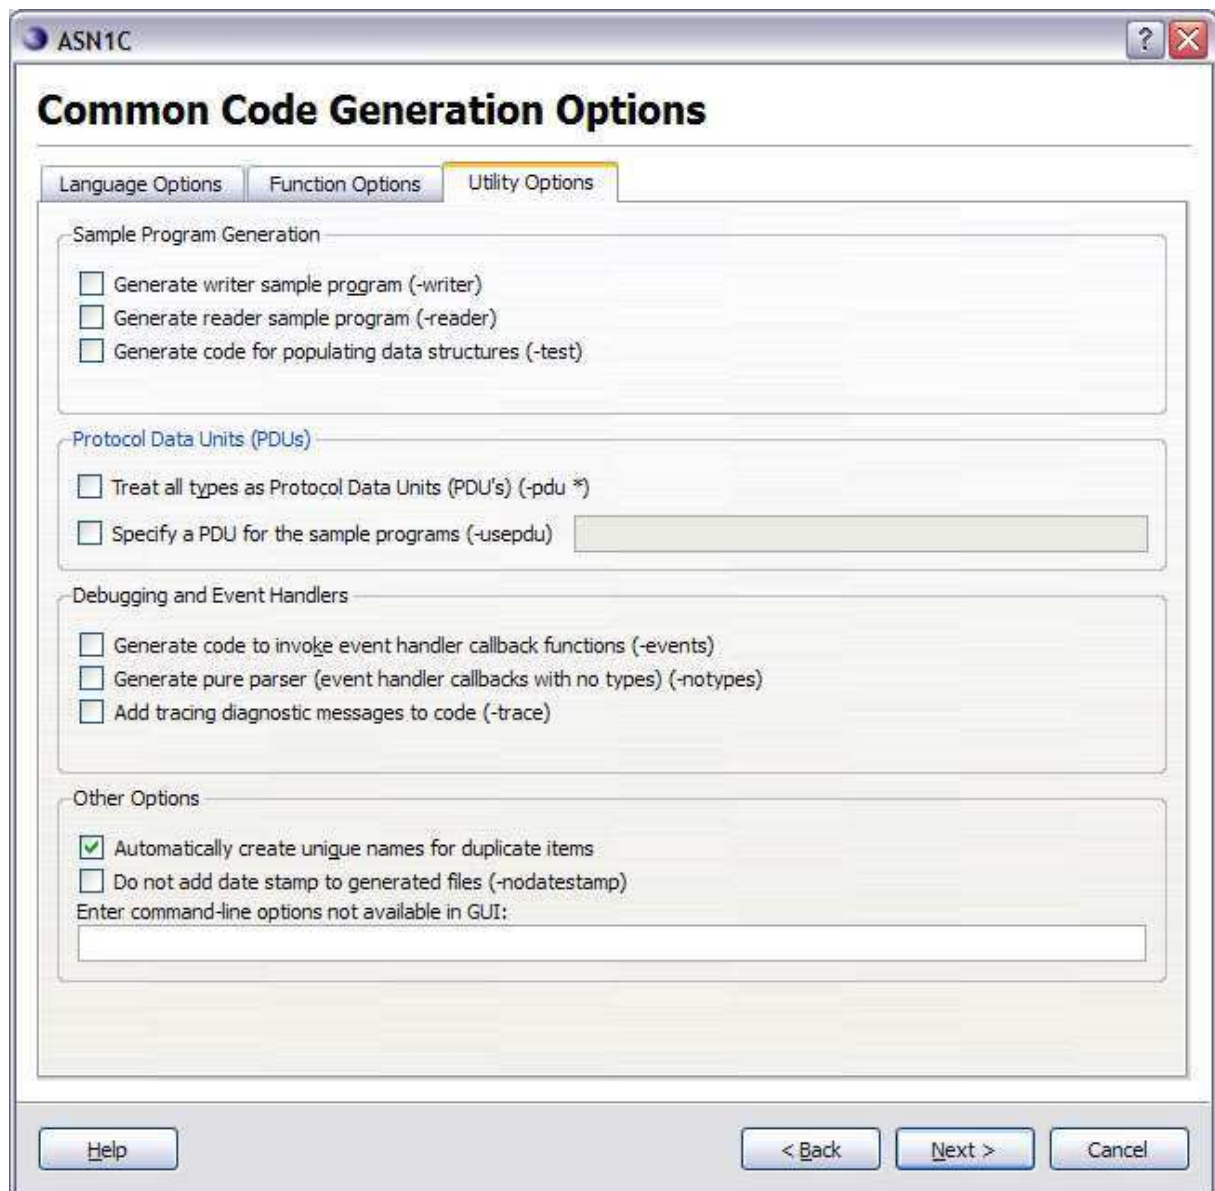 ASN1C
Common Code Generation Options
Language Options Function Options Utility Options
Sample Program Generation
Generate writer sample program (-writer)
Generate reader sample program (-reader)
Generate code for populating data structures (-test)
Protocol Data Units (PDUs)
Treat all types as Protocol Data Units (PDU's) (-pdu *)
Specify a PDU for the sample programs (-usepdu)
Debugging and Event Handlers
Generate code to invoke event handler callback functions (-events)
Generate pure parser (event handler callbacks with no types) (-notypes)
Add tracing diagnostic messages to code (-trace)
Other Options
Automatically create unique names for duplicate items
Do not add date stamp to generated files (-nodatestamp)
Enter command-line options not available in GUI:
Help < Back Next > Cancel